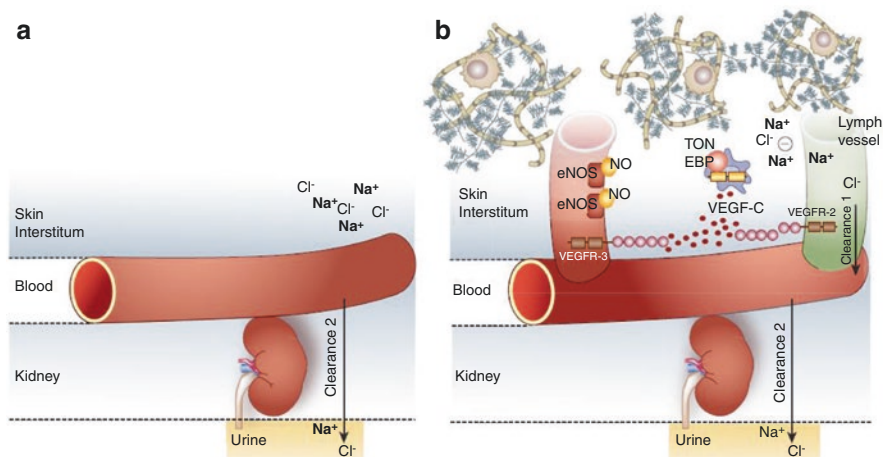 a
Cl-
Na+
Na+
Cl-
Cl-
Na+
Skin
Interstitum
Blood
Kidney
Clearance 2
Urine
Na+
Cl-
b
Lymph
vessel
Na+
Cl-
−
Na+
Na+
TON
EBP
NO
eNOS
NO
eNOS
Cl-
Skin
Interstitum
VEGF-C
VEGFR-2
Clearance 1
VEGFR-3
Blood
Kidney
Clearance 2
Urine
Na+
Cl-